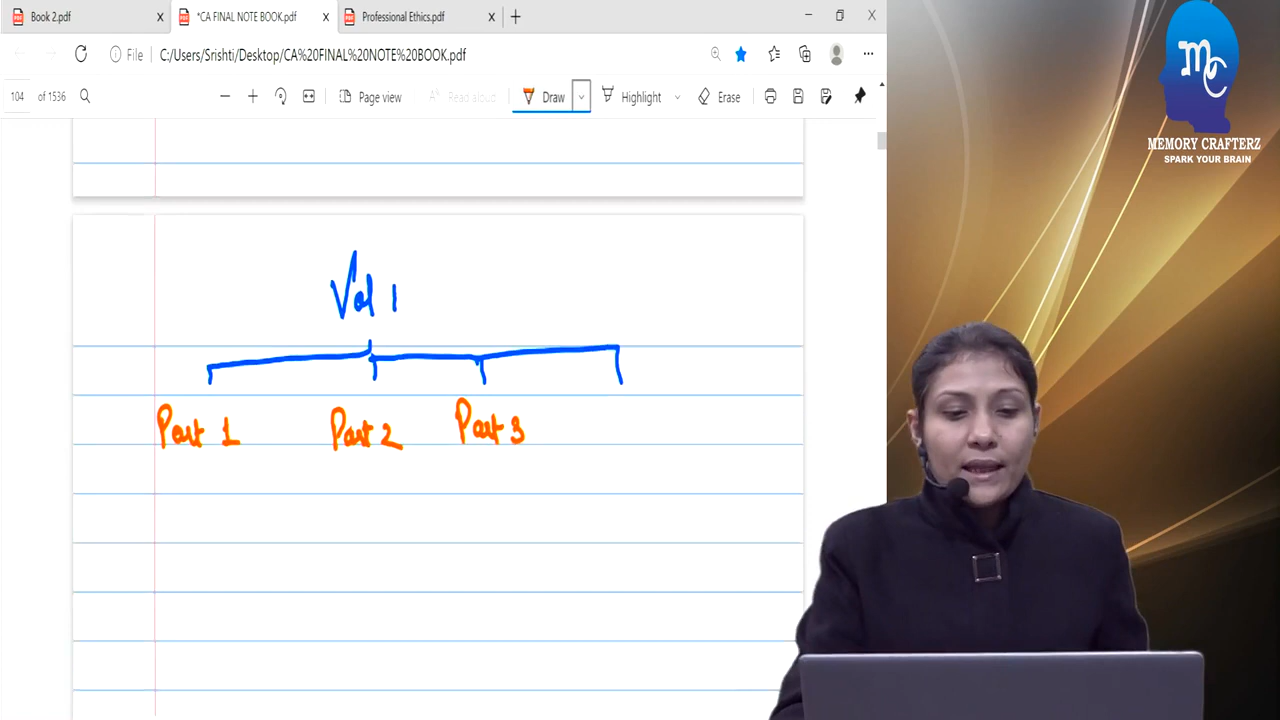 Book 2.pdf
*CA FINAL NOTE BOOK.pdf
Professional Ethics.pdf
File
C:/Users/Srishti/Desktop/CA%20FINAL%20NOTE%20BOOK.pdf
104 of 1536
Page view
Read aloud
Draw
Highlight
Erase
MC
MEMORY CRAFTERZ
SPARK YOUR BRAIN
Vol 1
Part 1 Part 2 Part 3